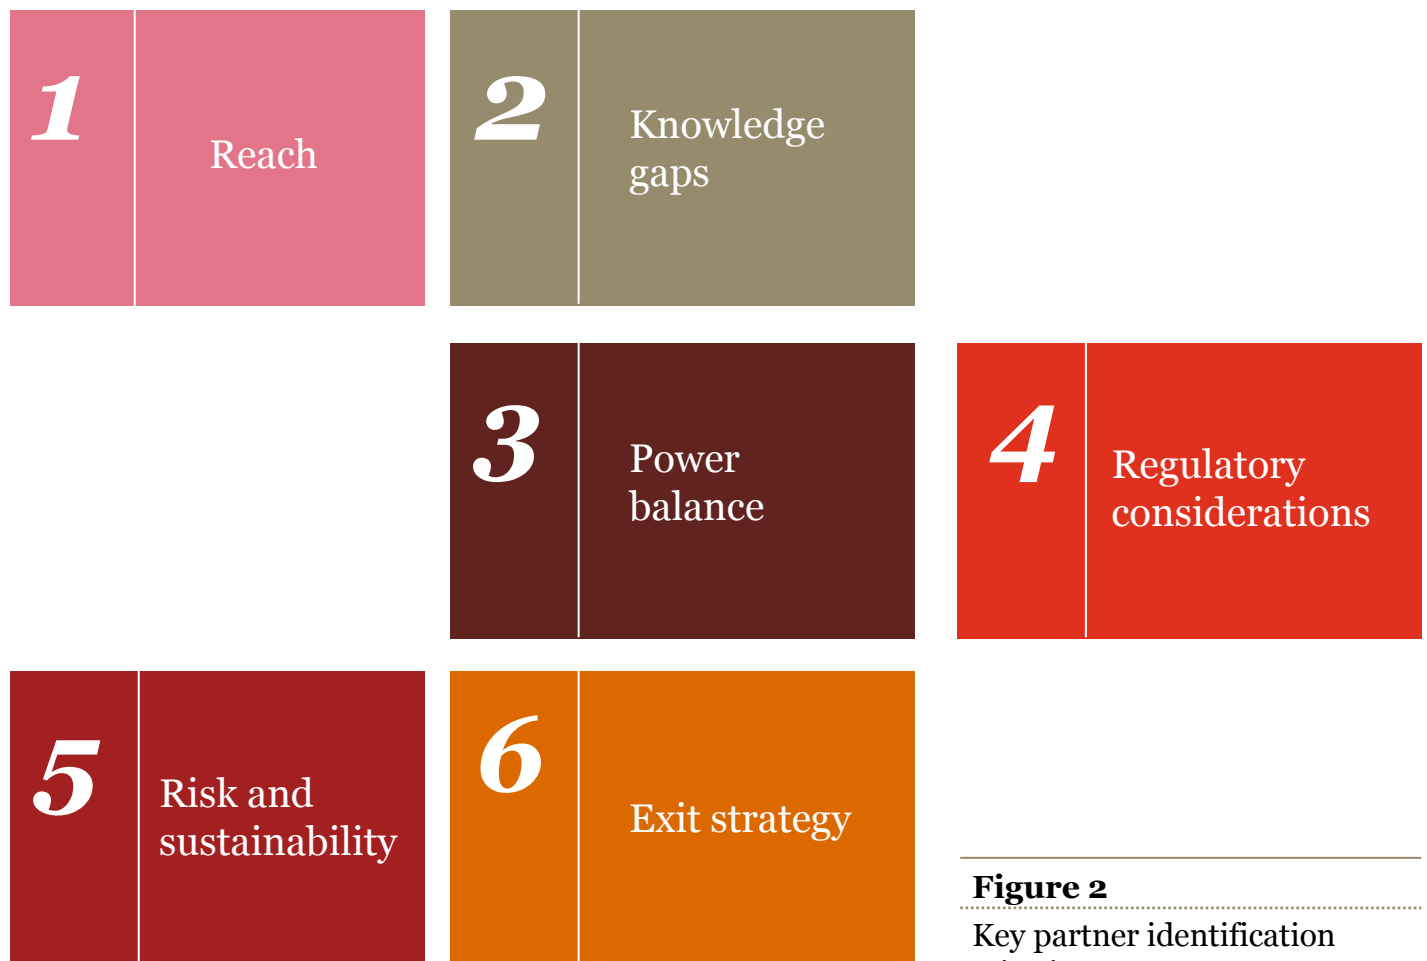 1
Reach
2
Knowledge
gaps
3
Power
balance
4
Regulatory
considerations
5
Risk and
sustainability
6
Exit strategy
Figure 2
Key partner identification